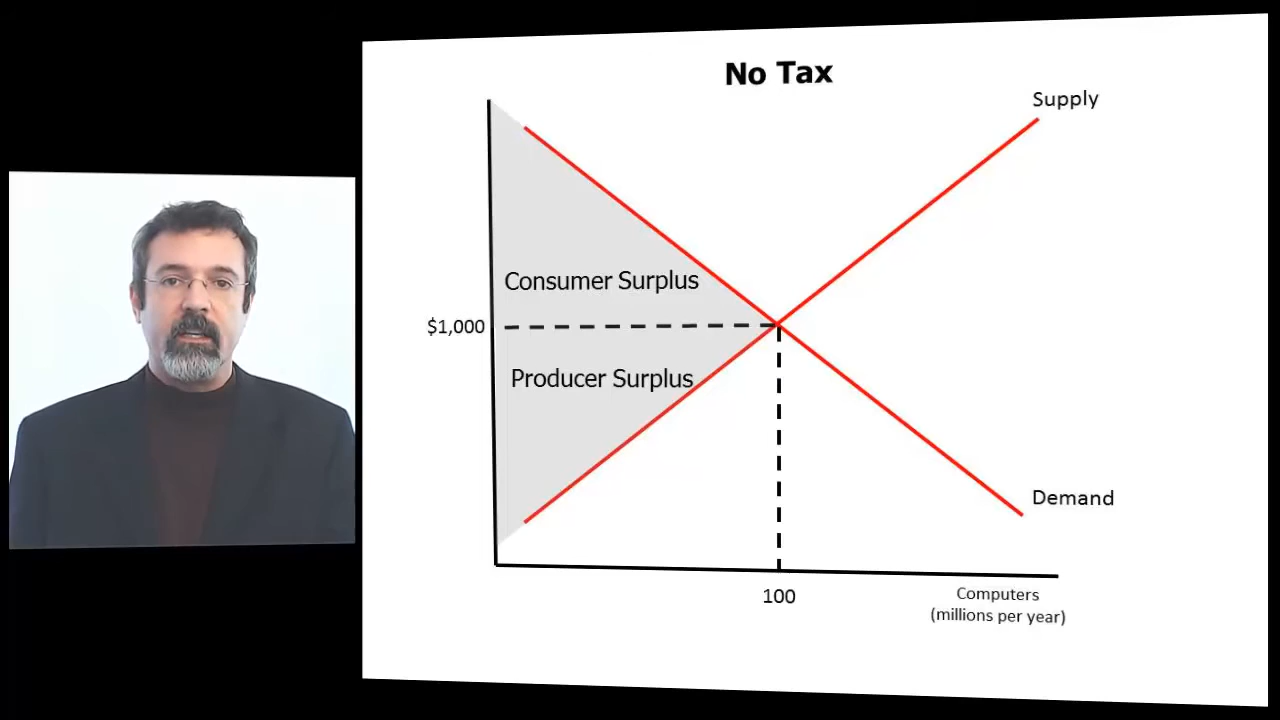 No Tax
Supply
Consumer Surplus
$1,000
Producer Surplus
Demand
100
Computers
(millions per year)